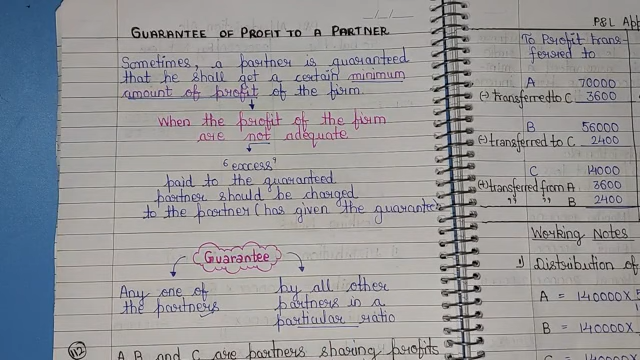 GUARANTEE OF PROFIT TO A PARTNER
Sometimes, a partner is guaranteed
that he shall get a certain minimum
amount of profit of the firm
When the profit of the firm
are not adequate
"excess"
paid to the guaranteed
partner should be charged
to the partner (has given the guarantee
Guarantee
Any one of
the partners
by all other
partners in a
particular ratio
112
A B and C are partners sharing profits
P&L App
To Profit trans-
ferred to -
A 70000
(-) transferred to C 3600
B 56000
(-) transferred to C 2400
C 14000
(+) transferred from A 3600
" " B 2400
Working Notes
1) Distribution of
A = 140000 X
B = 140000 X